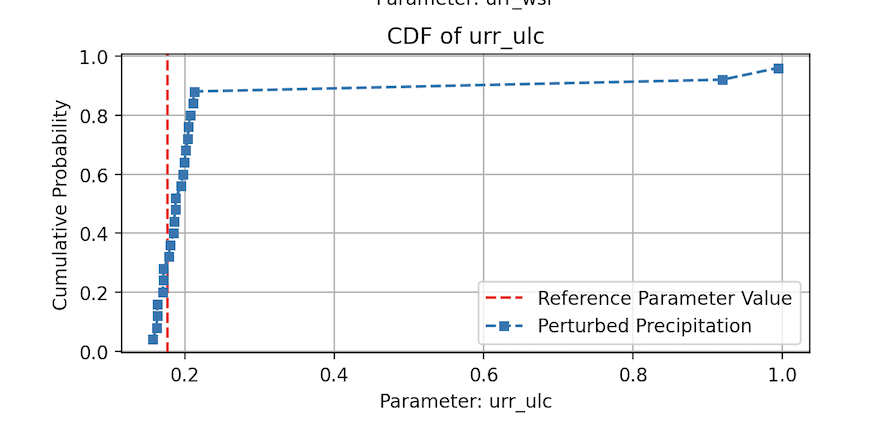 CDF of urr_ulc
1.0
0.8
0.6
0.4
0.2
0.0
Cumulative Probability
Reference Parameter Value
Perturbed Precipitation
0.2 0.4 0.6 0.8 1.0
Parameter: urr_ulc